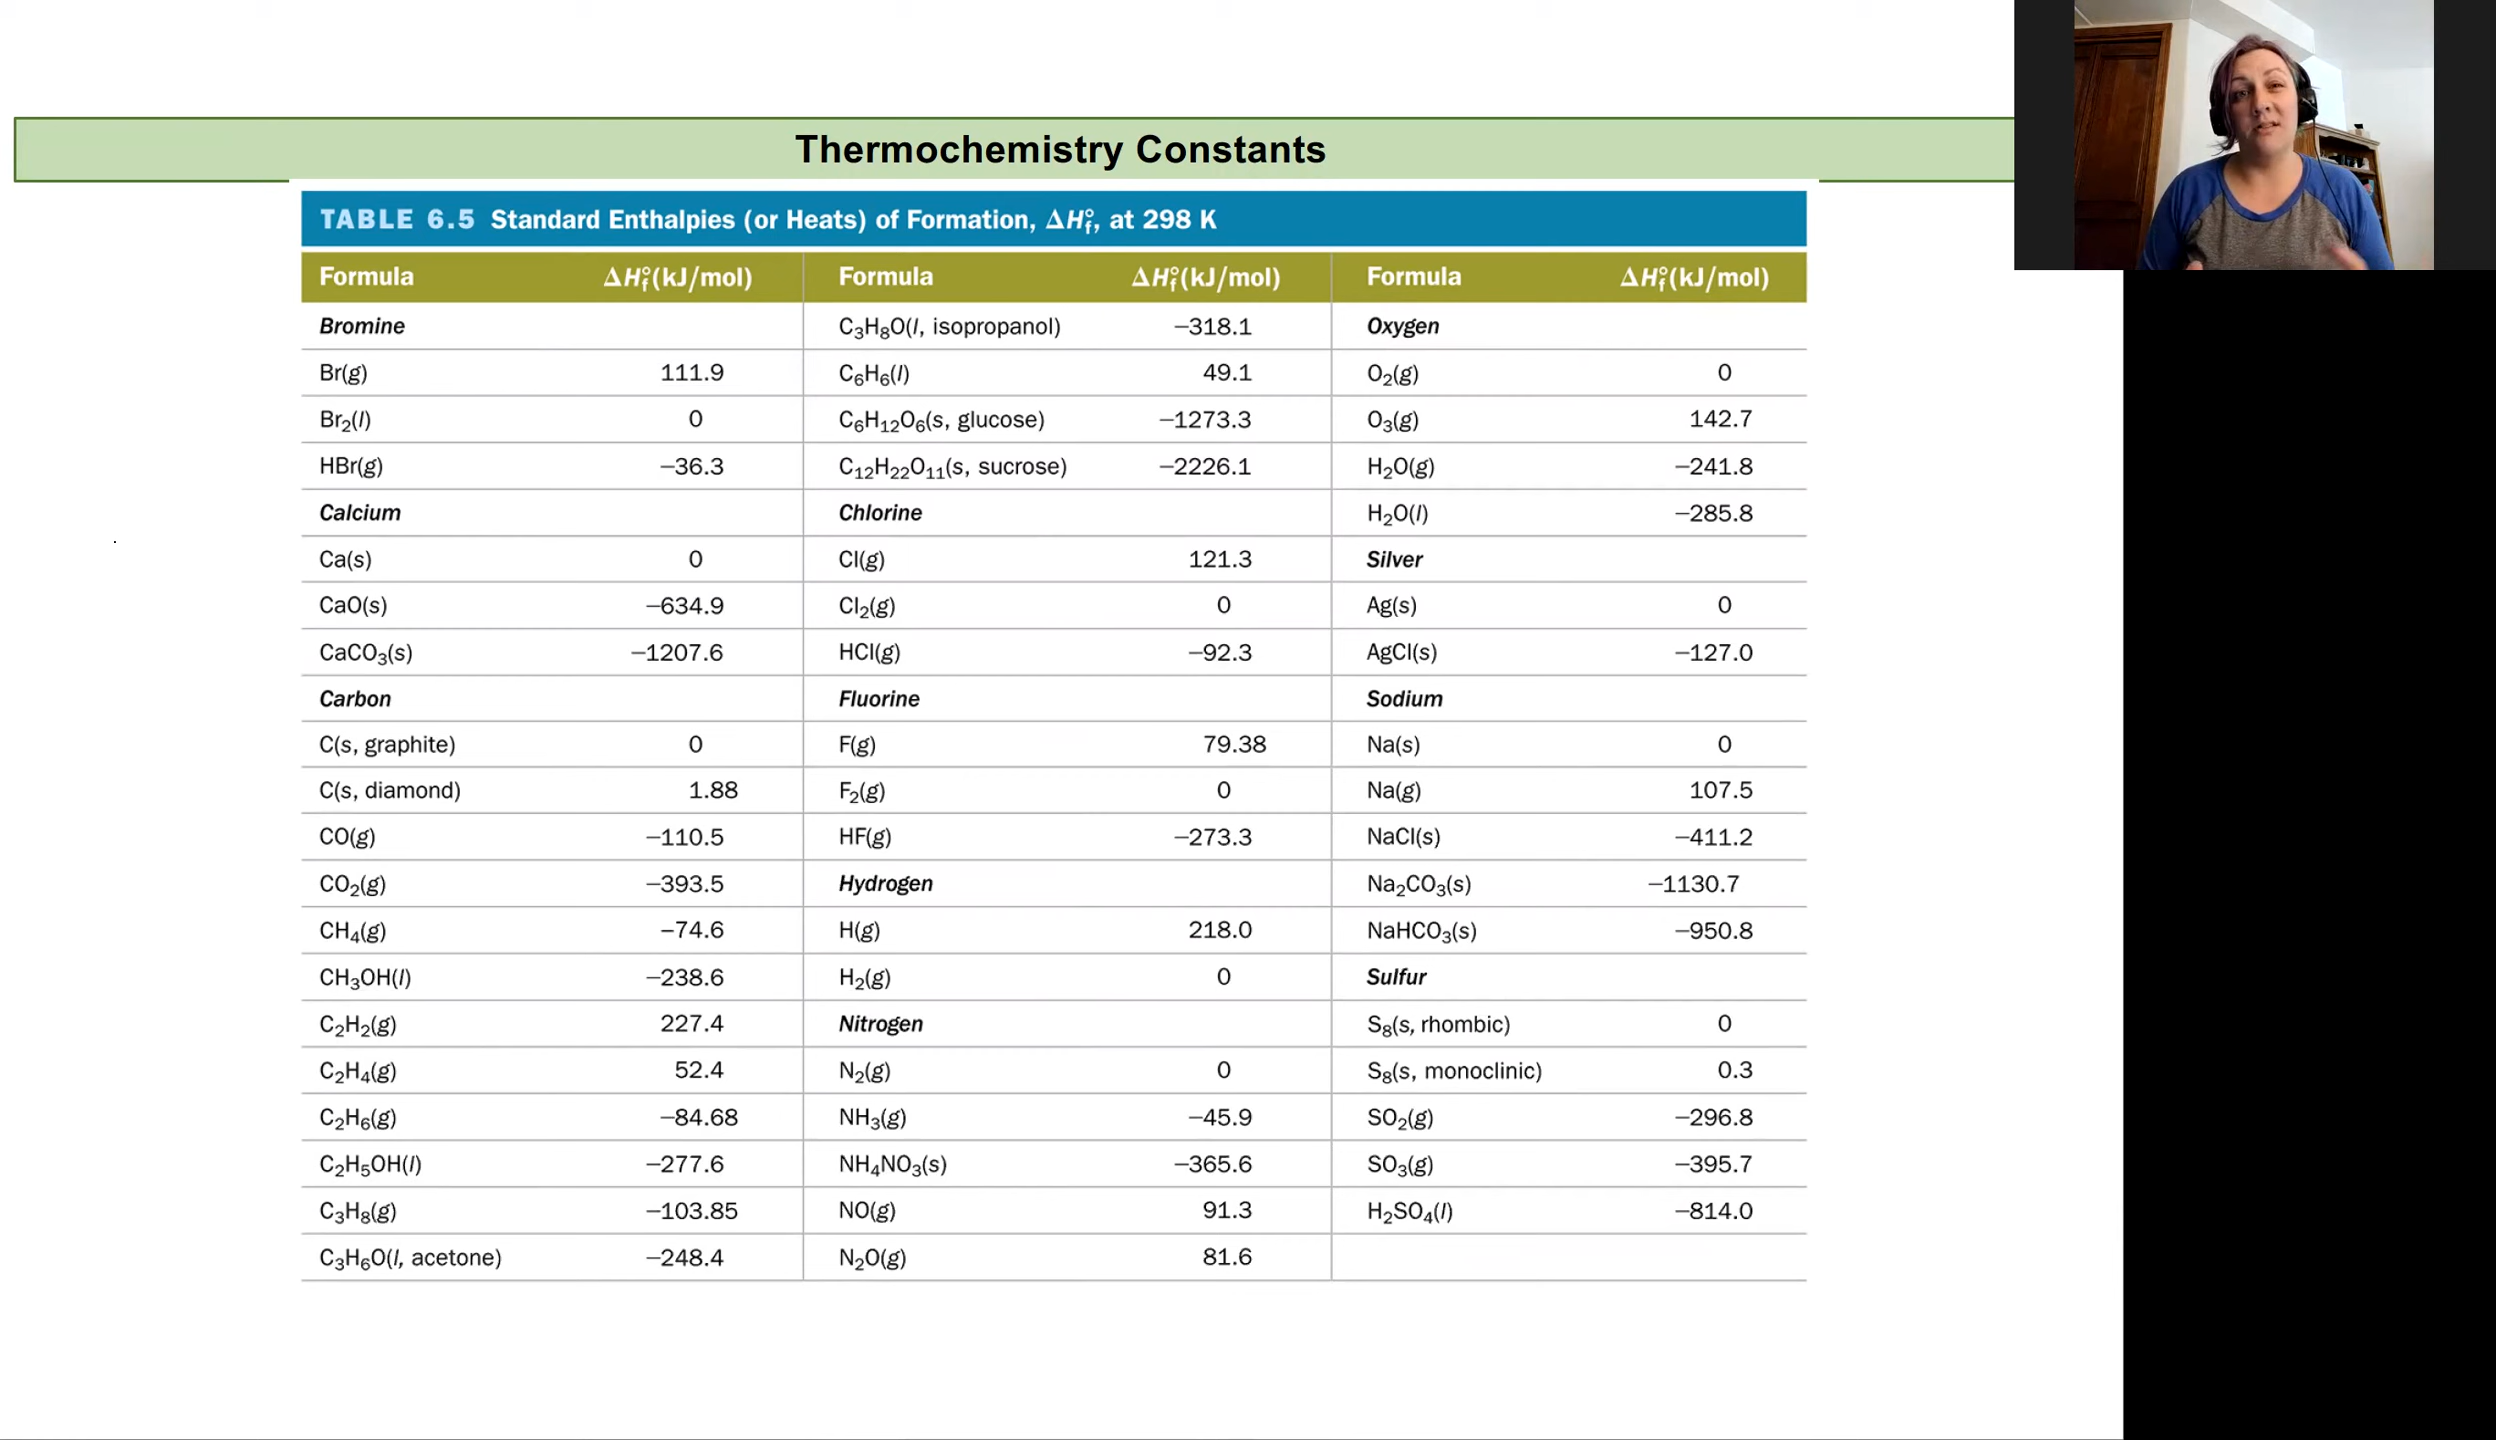 Thermochemistry Constants
TABLE 6.5 Standard Enthalpies (or Heats) of Formation, ΔH°f, at 298 K
Formula ΔH°f(kJ/mol) Formula ΔH°f(kJ/mol) Formula ΔH°f(kJ/mol)
Bromine C₃H₈O(l, isopropanol) −318.1 Oxygen
Br(g) 111.9 C₆H₆(l) 49.1 O₂(g) 0
Br₂(l) 0 C₆H₁₂O₆(s, glucose) −1273.3 O₃(g) 142.7
HBr(g) −36.3 C₁₂H₂₂O₁₁(s, sucrose) −2226.1 H₂O(g) −241.8
Calcium Chlorine H₂O(l) −285.8
Ca(s) 0 Cl(g) 121.3 Silver
CaO(s) −634.9 Cl₂(g) 0 Ag(s) 0
CaCO₃(s) −1207.6 HCl(g) −92.3 AgCl(s) −127.0
Carbon Fluorine Sodium
C(s, graphite) 0 F(g) 79.38 Na(s) 0
C(s, diamond) 1.88 F₂(g) 0 Na(g) 107.5
CO(g) −110.5 HF(g) −273.3 NaCl(s) −411.2
CO₂(g) −393.5 Hydrogen Na₂CO₃(s) −1130.7
CH₄(g) −74.6 H(g) 218.0 NaHCO₃(s) −950.8
CH₃OH(l) −238.6 H₂(g) 0 Sulfur
C₂H₂(g) 227.4 Nitrogen S₈(s, rhombic) 0
C₂H₄(g) 52.4 N₂(g) 0 S₈(s, monoclinic) 0.3
C₂H₆(g) −84.68 NH₃(g) −45.9 SO₂(g) −296.8
C₂H₅OH(l) −277.6 NH₄NO₃(s) −365.6 SO₃(g) −395.7
C₃H₈(g) −103.85 NO(g) 91.3 H₂SO₄(l) −814.0
C₃H₆O(l, acetone) −248.4 N₂O(g) 81.6